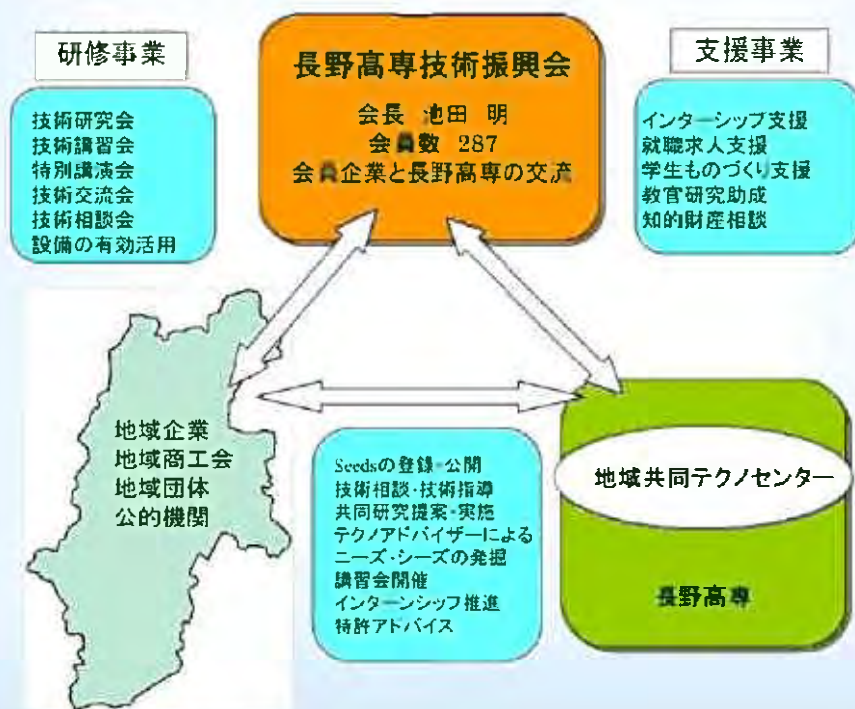 研修事業
技術研究会
技術講習会
特別講演会
技術交流会
技術相談会
設備の有効活用
長野高専技術振興会
会長 池田 明
会員数 287
会員企業と長野高専の交流
支援事業
インターシップ支援
就職求人支援
学生ものづくり支援
教官研究助成
知的財産相談
地域企業
地域商工会
地域団体
公的機関
Seedsの登録・公開
技術相談・技術指導
共同研究提案・実施
テクノアドバイザーによる
ニーズ・シーズの発掘
講習会開催
インターンシップ推進
特許アドバイス
地域共同テクノセンター
長野高専